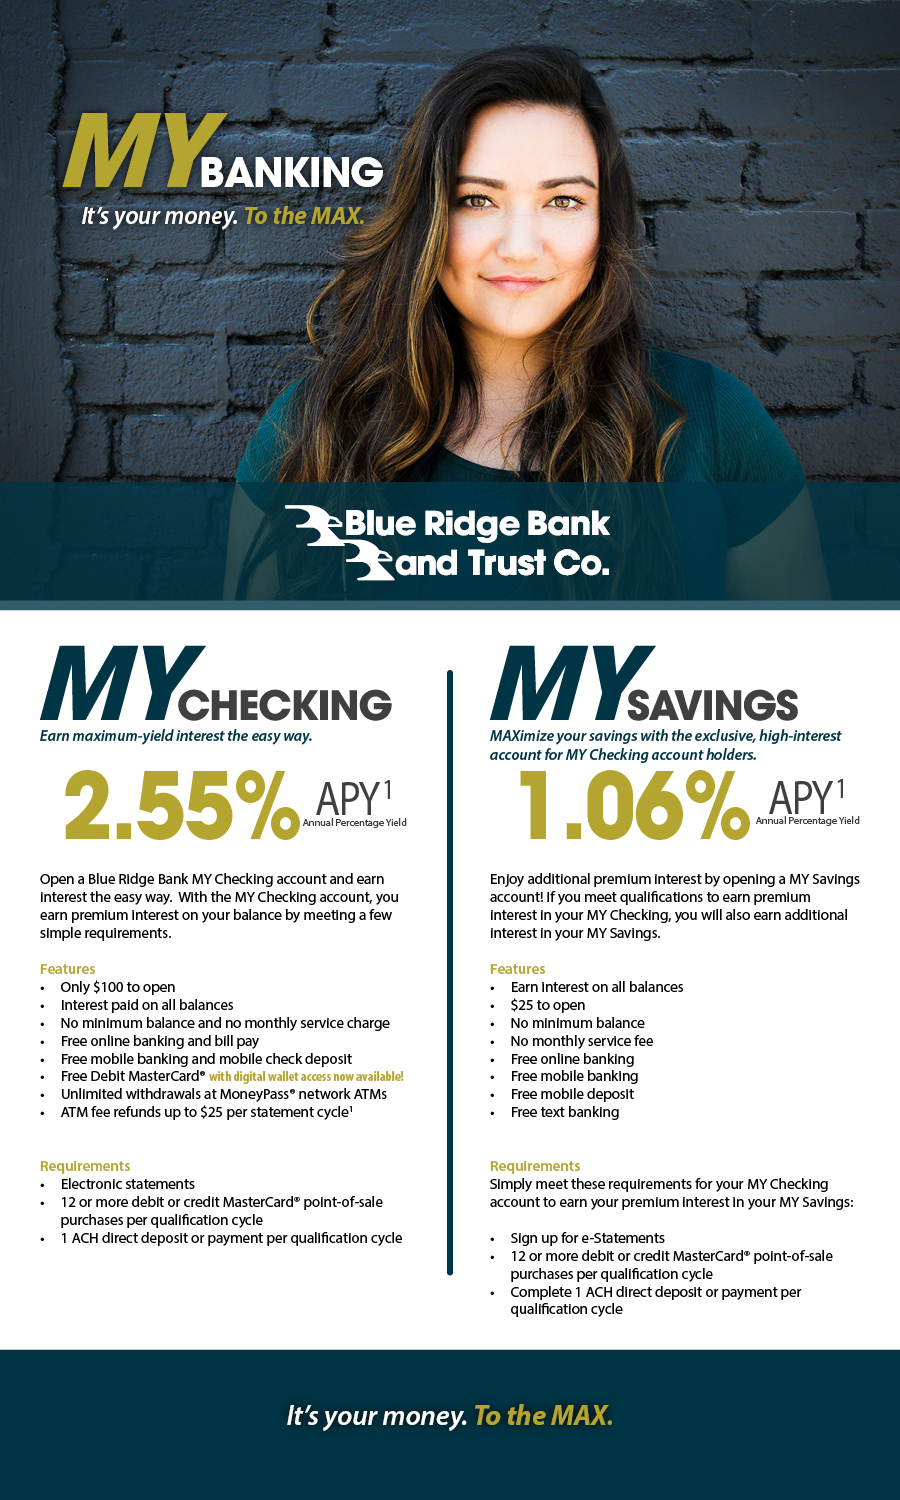 MY BANKING
It's your money. To the MAX.
Blue Ridge Bank
and Trust Co.
MY CHECKING
Earn maximum-yield interest the easy way.
2.55% APY1
Annual Percentage Yield
Open a Blue Ridge Bank MY Checking account and earn
interest the easy way. With the MY Checking account, you
earn premium interest on your balance by meeting a few
simple requirements.
Features
• Only $100 to open
• Interest paid on all balances
• No minimum balance and no monthly service charge
• Free online banking and bill pay
• Free mobile banking and mobile check deposit
• Free Debit MasterCard® with digital wallet access now available!
• Unlimited withdrawals at MoneyPass® network ATMs
• ATM fee refunds up to $25 per statement cycle1
Requirements
• Electronic statements
• 12 or more debit or credit MasterCard® point-of-sale
purchases per qualification cycle
• 1 ACH direct deposit or payment per qualification cycle
MY SAVINGS
MAXimize your savings with the exclusive, high-interest
account for MY Checking account holders.
1.06% APY1
Annual Percentage Yield
Enjoy additional premium interest by opening a MY Savings
account! If you meet qualifications to earn premium
interest in your MY Checking, you will also earn additional
interest in your MY Savings.
Features
• Earn interest on all balances
• $25 to open
• No minimum balance
• No monthly service fee
• Free online banking
• Free mobile banking
• Free mobile deposit
• Free text banking
Requirements
Simply meet these requirements for your MY Checking
account to earn your premium interest in your MY Savings:
• Sign up for e-Statements
• 12 or more debit or credit MasterCard® point-of-sale
purchases per qualification cycle
• Complete 1 ACH direct deposit or payment per
qualification cycle
It's your money. To the MAX.